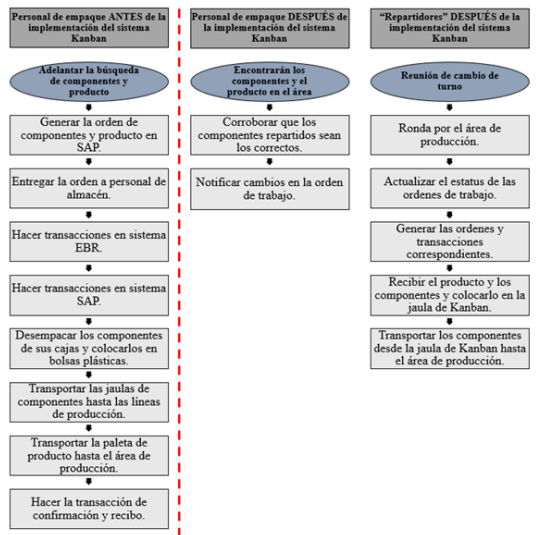 Personal de empaque ANTES de la
implementación del sistema
Kanban
Adelantar la búsqueda
de componentes y
producto
Generar la orden de
componentes y producto en
SAP.
Entregar la orden a personal de
almacén.
Hacer transacciones en sistema
EBR.
Hacer transacciones en sistema
SAP.
Desempacar los componentes
de sus cajas y colocarlos en
bolsas plásticas.
Transportar las jaulas de
componentes hasta las líneas
de producción.
Transportar la paleta de
producto hasta el área de
producción.
Hacer la transacción de
confirmación y recibo.
Personal de empaque DESPUÉS de
la implementación del sistema
Kanban
Encontrarán los
componentes y el
producto en el área
Corroborar que los
componentes repartidos sean
los correctos.
Notificar cambios en la orden
de trabajo.
“Repartidores” DESPUÉS de la
implementación del sistema
Kanban
Reunión de cambio de
turno
Ronda por el área de
producción.
Actualizar el estatus de las
ordenes de trabajo.
Generar las ordenes y
transacciones
correspondientes.
Recibir el producto y los
componentes y colocarlo en la
jaula de Kanban.
Transportar los componentes
desde la jaula de Kanban hasta
el área de producción.